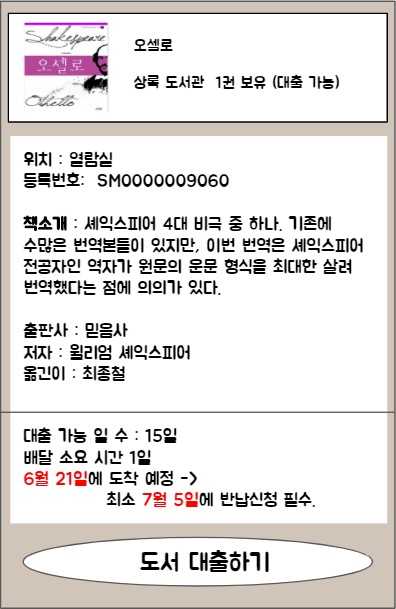 Shakespeare
오셀로
Othello
오셀로
상록 도서관 1권 보유 (대출 가능)
위치 : 열람실
등록번호: SM0000009060
책소개 : 셰익스피어 4대 비극 중 하나. 기존에
수많은 번역본들이 있지만, 이번 번역은 셰익스피어
전공자인 역자가 원문의 운문 형식을 최대한 살려
번역했다는 점에 의의가 있다.
출판사 : 믿음사
저자 : 윌리엄 셰익스피어
옮긴이 : 최종철
대출 가능 일 수 : 15일
배달 소요 시간 1일
6월 21일에 도착 예정 ->
최소 7월 5일에 반납신청 필수.
도서 대출하기